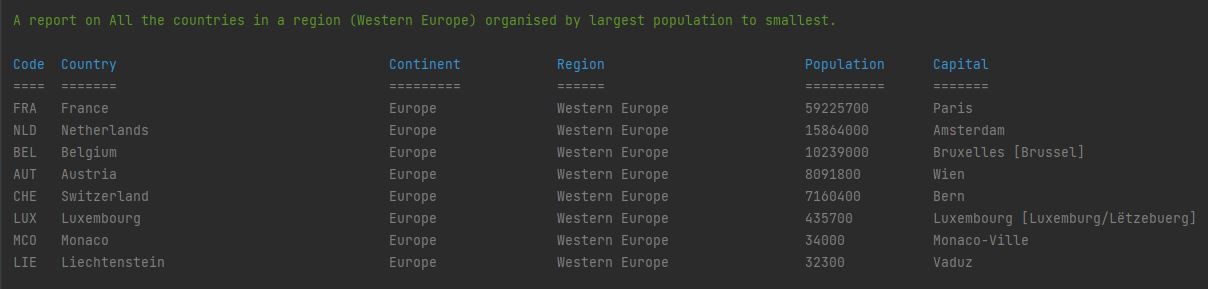 A report on All the countries in a region (Western Europe) organised by largest population to smallest.
Code Country Continent Region Population Capital
==== ======= ========= ====== ========== =======
FRA France Europe Western Europe 59225700 Paris
NLD Netherlands Europe Western Europe 15864000 Amsterdam
BEL Belgium Europe Western Europe 10239000 Bruxelles [Brussel]
AUT Austria Europe Western Europe 8091800 Wien
CHE Switzerland Europe Western Europe 7160400 Bern
LUX Luxembourg Europe Western Europe 435700 Luxembourg [Luxemburg/Lëtzebuerg]
MCO Monaco Europe Western Europe 34000 Monaco-Ville
LIE Liechtenstein Europe Western Europe 32300 Vaduz